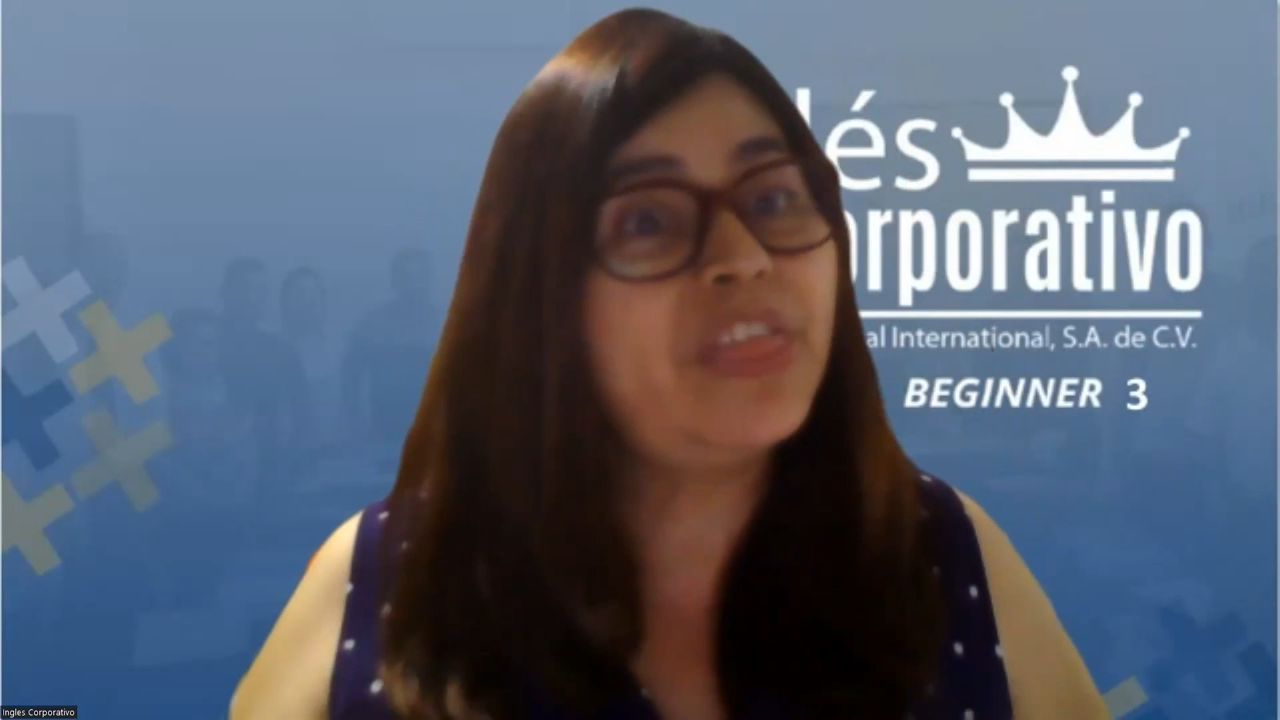 lés
orporativo
al International, S.A. de C.V.
BEGINNER 3
Ingles Corporativo